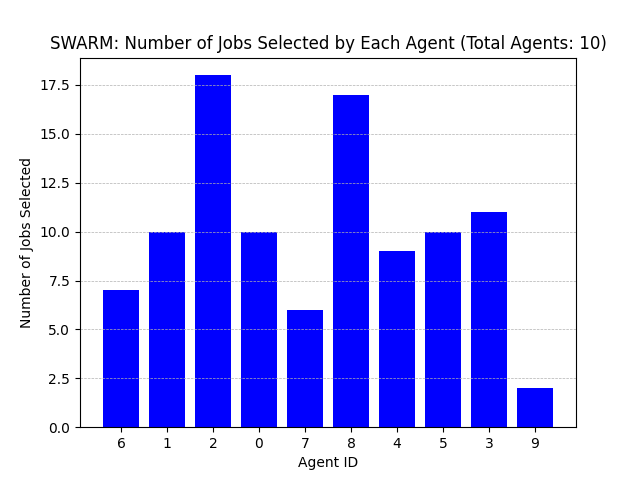 SWARM: Number of Jobs Selected by Each Agent (Total Agents: 10)
Number of Jobs Selected
17.5
15.0
12.5
10.0
7.5
5.0
2.5
0.0
6 1 2 0 7 8 4 5 3 9
Agent ID